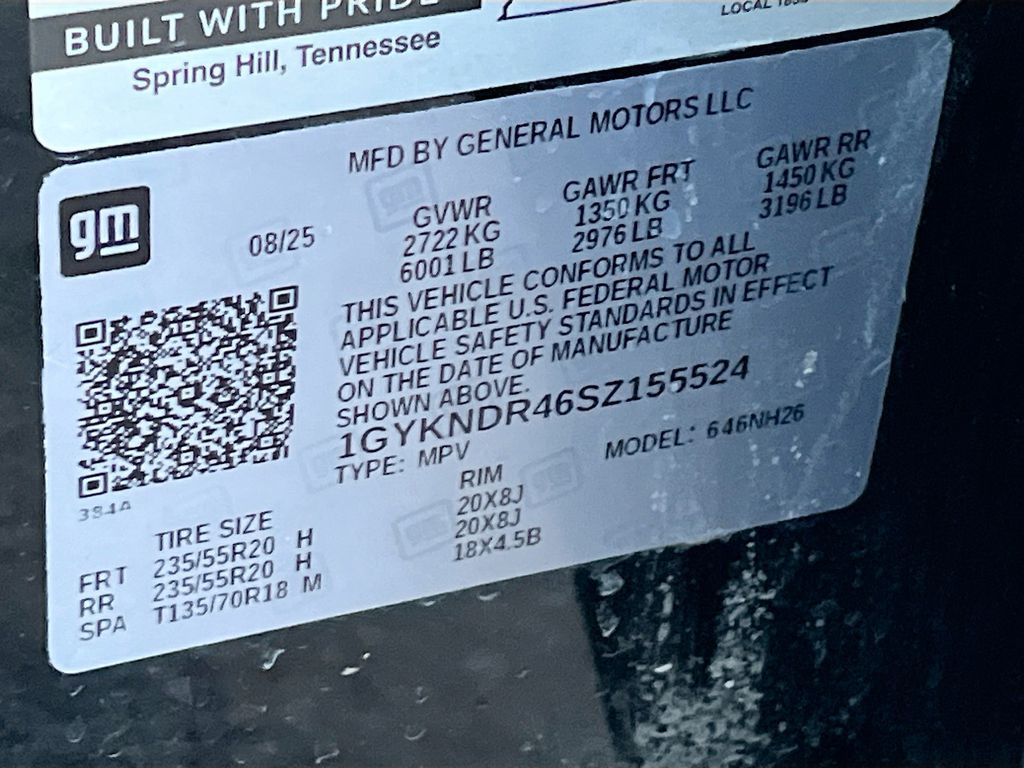 BUILT WITH PRIDE
Spring Hill, Tennessee
LOCAL
MFD BY GENERAL MOTORS LLC
gm
08/25
GVWR GAWR FRT GAWR RR
2722 KG 1350 KG 1450 KG
6001 LB 2976 LB 3196 LB
THIS VEHICLE CONFORMS TO ALL
APPLICABLE U.S. FEDERAL MOTOR
VEHICLE SAFETY STANDARDS IN EFFECT
ON THE DATE OF MANUFACTURE
SHOWN ABOVE.
1GYKNDR46SZ155524
TYPE: MPV MODEL: 646NH26
384A
TIRE SIZE RIM
FRT 235/55R20 H 20X8J
RR 235/55R20 H 20X8J
SPA T135/70R18 M 18X4.5B